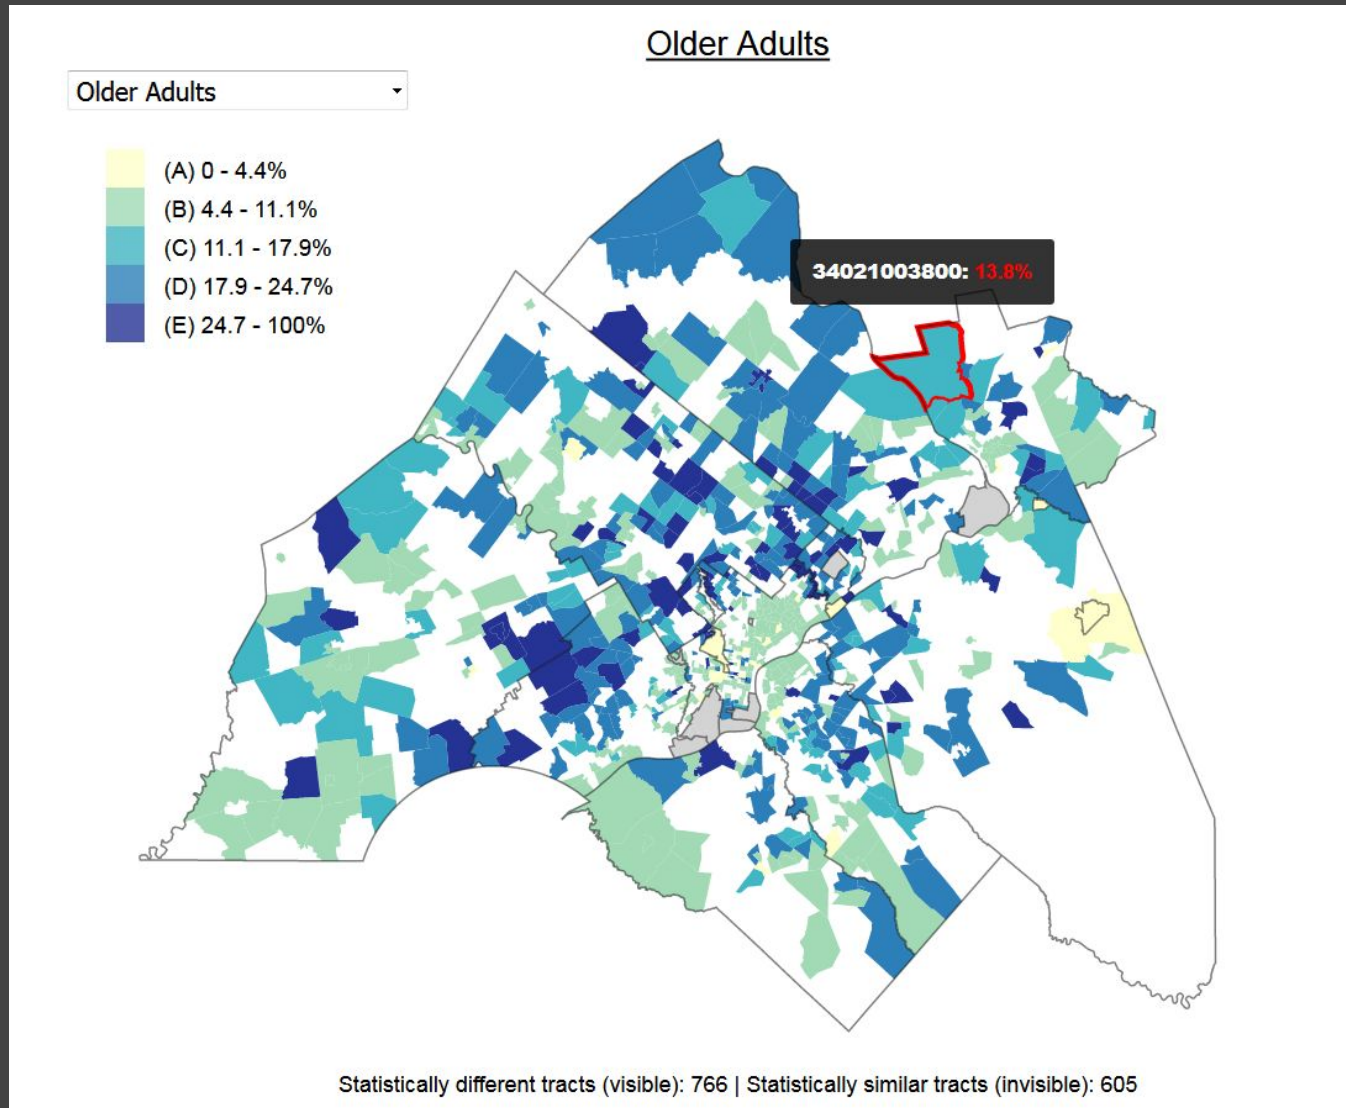 Older Adults
Older Adults
(A) 0 - 4.4%
(B) 4.4 - 11.1%
(C) 11.1 - 17.9%
(D) 17.9 - 24.7%
(E) 24.7 - 100%
34021003800: 13.8%
Statistically different tracts (visible): 766 | Statistically similar tracts (invisible): 605